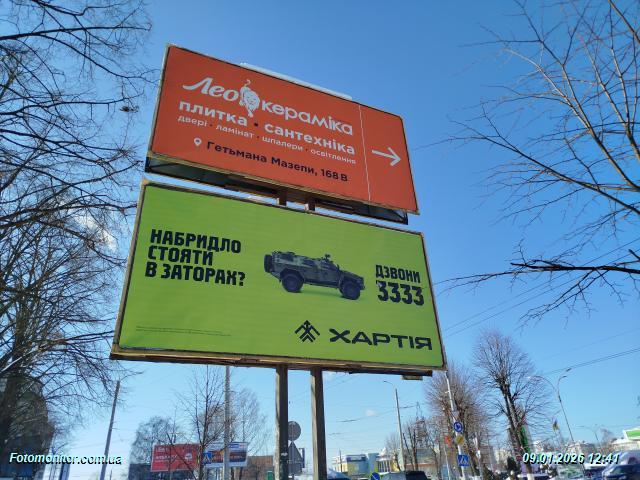 Лео кераміка
плитка • сантехніка
двері • ламінат • шпалери • освітлення
Гетьмана Мазепи, 168 В
НАБРИДЛО
СТОЯТИ
В ЗАТОРАХ?
ДЗВОНИ
3333
ХАРТІЯ
Fotomonitor.com.ua
09.01.2026 12:41